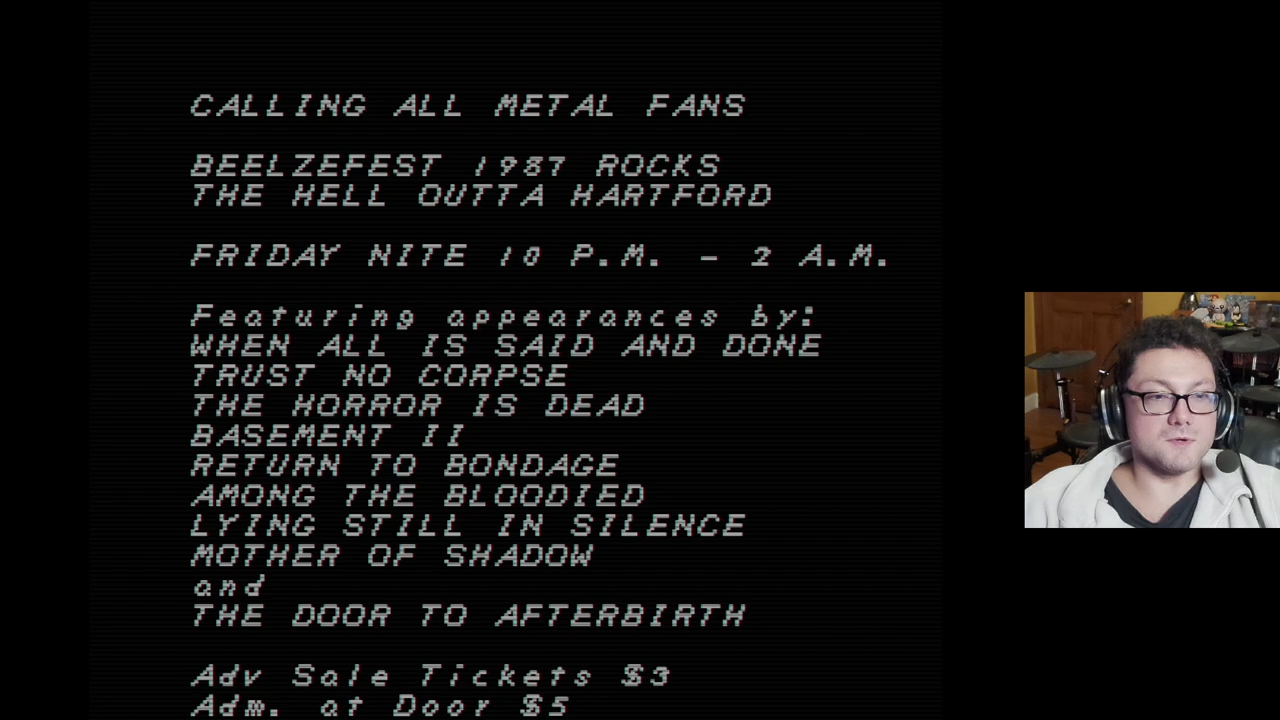 CALLING ALL METAL FANS
BEELZEFEST 1987 ROCKS
THE HELL OUTTA HARTFORD
FRIDAY NITE 10 P.M. - 2 A.M.
Featuring appearances by:
WHEN ALL IS SAID AND DONE
TRUST NO CORPSE
THE HORROR IS DEAD
BASEMENT II
RETURN TO BONDAGE
AMONG THE BLOODIED
LYING STILL IN SILENCE
MOTHER OF SHADOW
and
THE DOOR TO AFTERBIRTH
Adv Sale Tickets $3
Adm. at Door $5